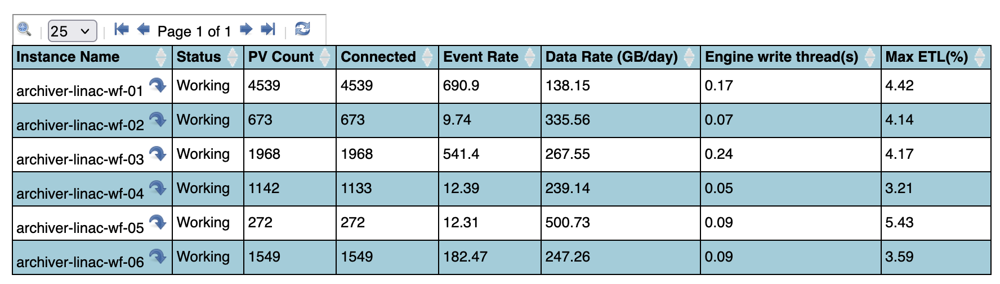 25 Page 1 of 1
Instance Name Status PV Count Connected Event Rate Data Rate (GB/day) Engine write thread(s) Max ETL(%)
archiver-linac-wf-01 Working 4539 4539 690.9 138.15 0.17 4.42
archiver-linac-wf-02 Working 673 673 9.74 335.56 0.07 4.14
archiver-linac-wf-03 Working 1968 1968 541.4 267.55 0.24 4.17
archiver-linac-wf-04 Working 1142 1133 12.39 239.14 0.05 3.21
archiver-linac-wf-05 Working 272 272 12.31 500.73 0.09 5.43
archiver-linac-wf-06 Working 1549 1549 182.47 247.26 0.09 3.59